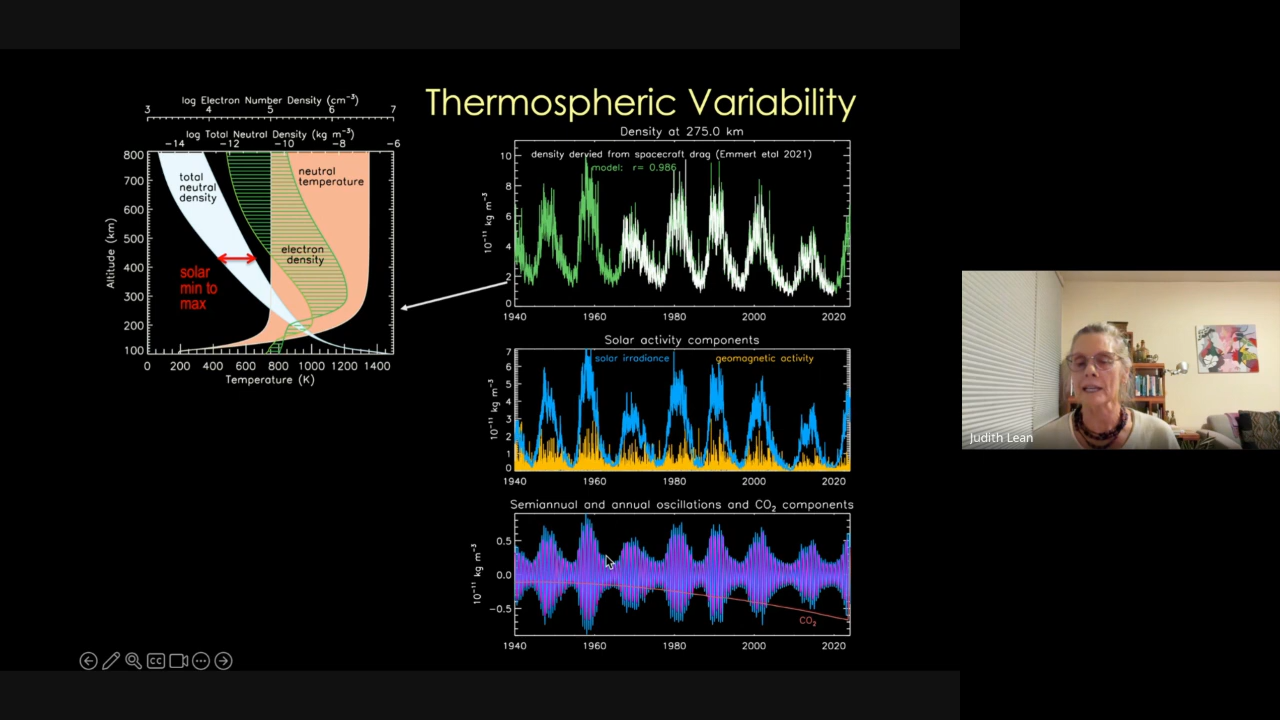 Thermospheric Variability
log Electron Number Density (cm⁻³)
3 4 5 6 7
log Total Neutral Density (kg m⁻³)
−14 −12 −10 −8 −6
800
700
600
500
400
300
200
100
Altitude (km)
total
neutral
density
neutral
temperature
electron
density
solar
min to
max
0 200 400 600 800 1000 1200 1400
Temperature (K)
Density at 275.0 km
density derived from spacecraft drag (Emmert etal 2021)
model: r= 0.986
10
8
6
4
2
0
10⁻¹¹ kg m⁻³
1940 1960 1980 2000 2020
Solar activity components
solar irradiance geomagnetic activity
7
6
5
4
3
2
1
0
10⁻¹¹ kg m⁻³
1940 1960 1980 2000 2020
Semiannual and annual oscillations and CO₂ components
0.5
0.0
−0.5
10⁻¹¹ kg m⁻³
CO₂
1940 1960 1980 2000 2020
CC
Judith Lean